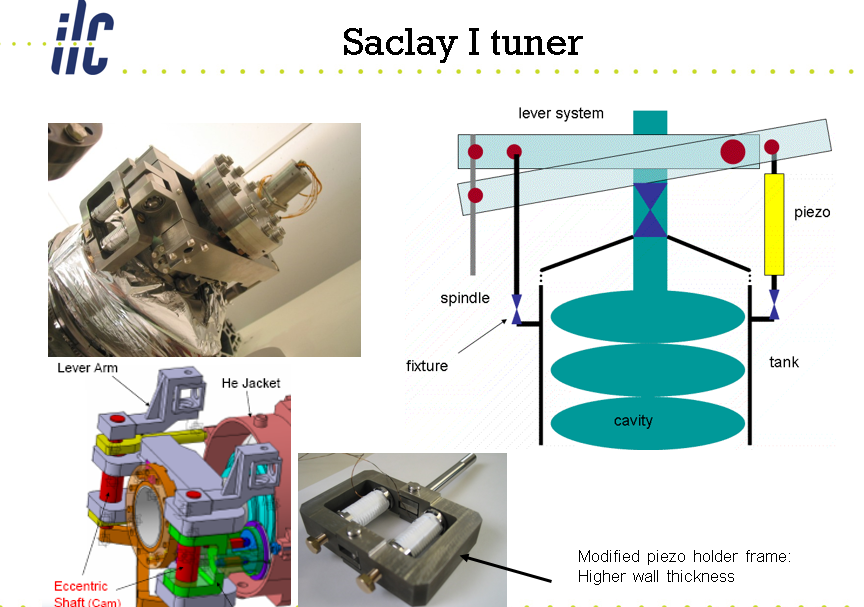 ilc
Saclay I tuner
lever system
piezo
spindle
fixture
tank
cavity
Lever Arm
He Jacket
Eccentric
Shaft (Cam)
Modified piezo holder frame:
Higher wall thickness